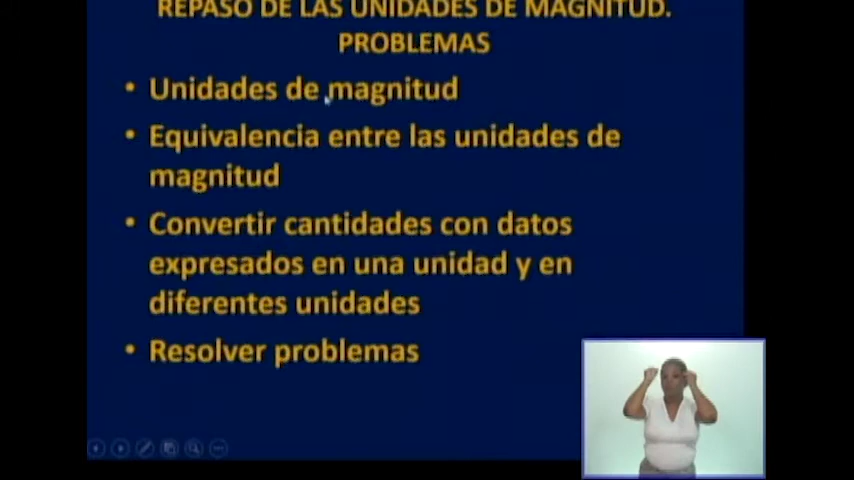 REPASO DE LAS UNIDADES DE MAGNITUD.
PROBLEMAS
• Unidades de magnitud
• Equivalencia entre las unidades de
magnitud
• Convertir cantidades con datos
expresados en una unidad y en
diferentes unidades
• Resolver problemas